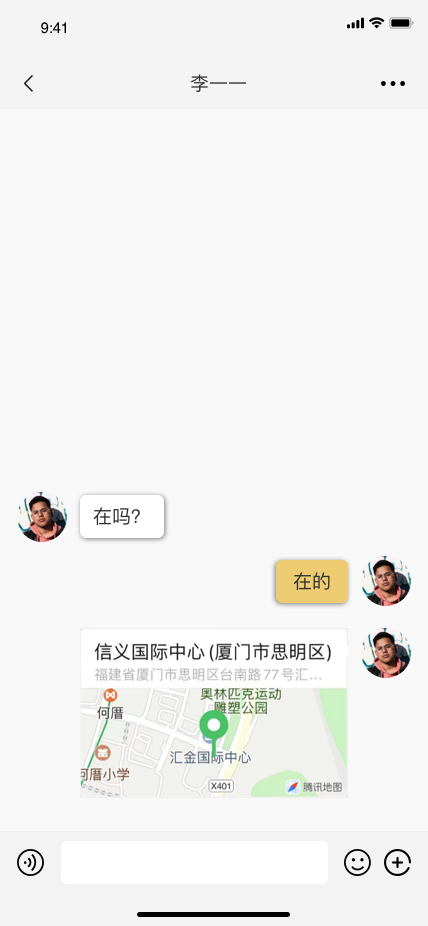 9:41
李一一
在吗？
在的
信义国际中心(厦门市思明区)
福建省厦门市思明区台南路77号汇...
奥林匹克运动
雕塑公园
何厝
汇金国际中心
何厝小学
X401
腾讯地图